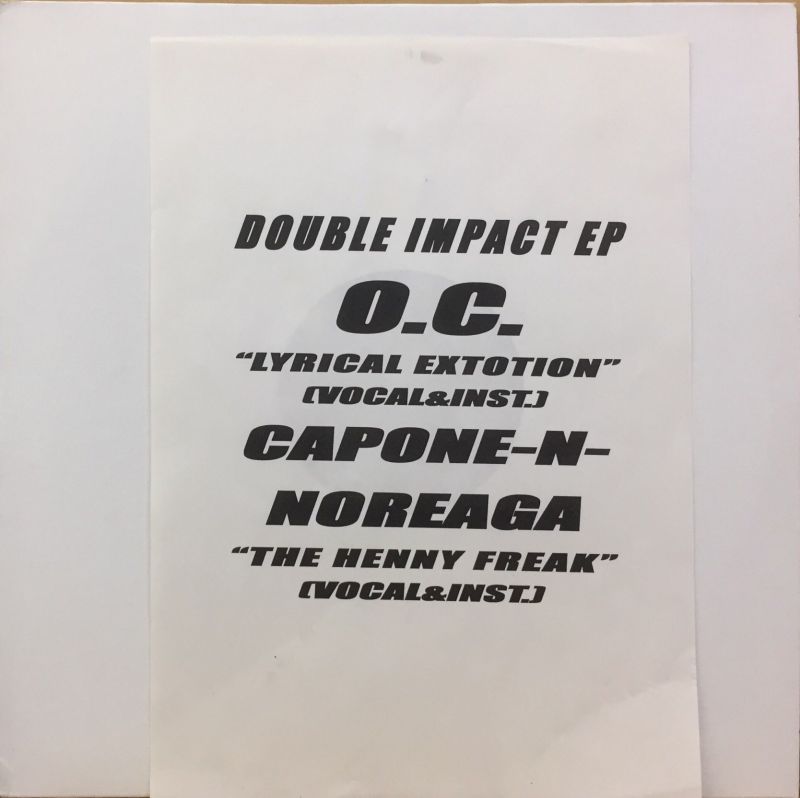 DOUBLE IMPACT EP
O.C.
“LYRICAL EXTOTION”
(VOCAL&INST.)
CAPONE-N-
NOREAGA
“THE HENNY FREAK”
(VOCAL&INST.)